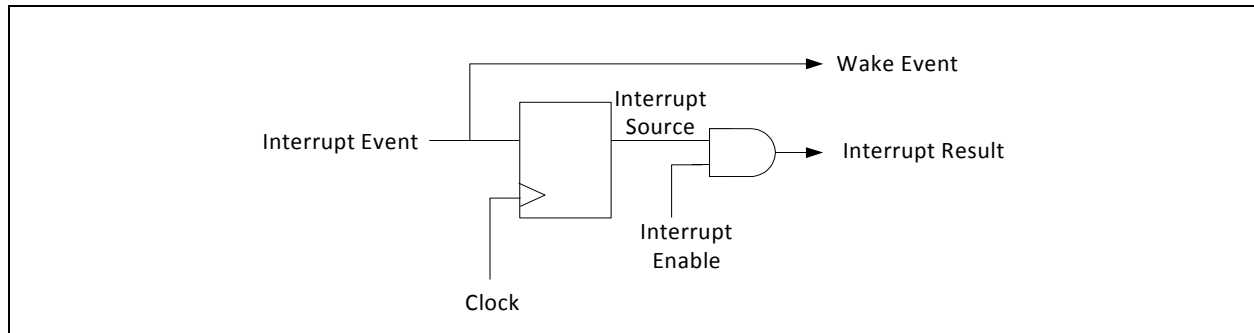 Wake Event
Interrupt
Source
Interrupt Event
Interrupt Result
Interrupt
Enable
Clock